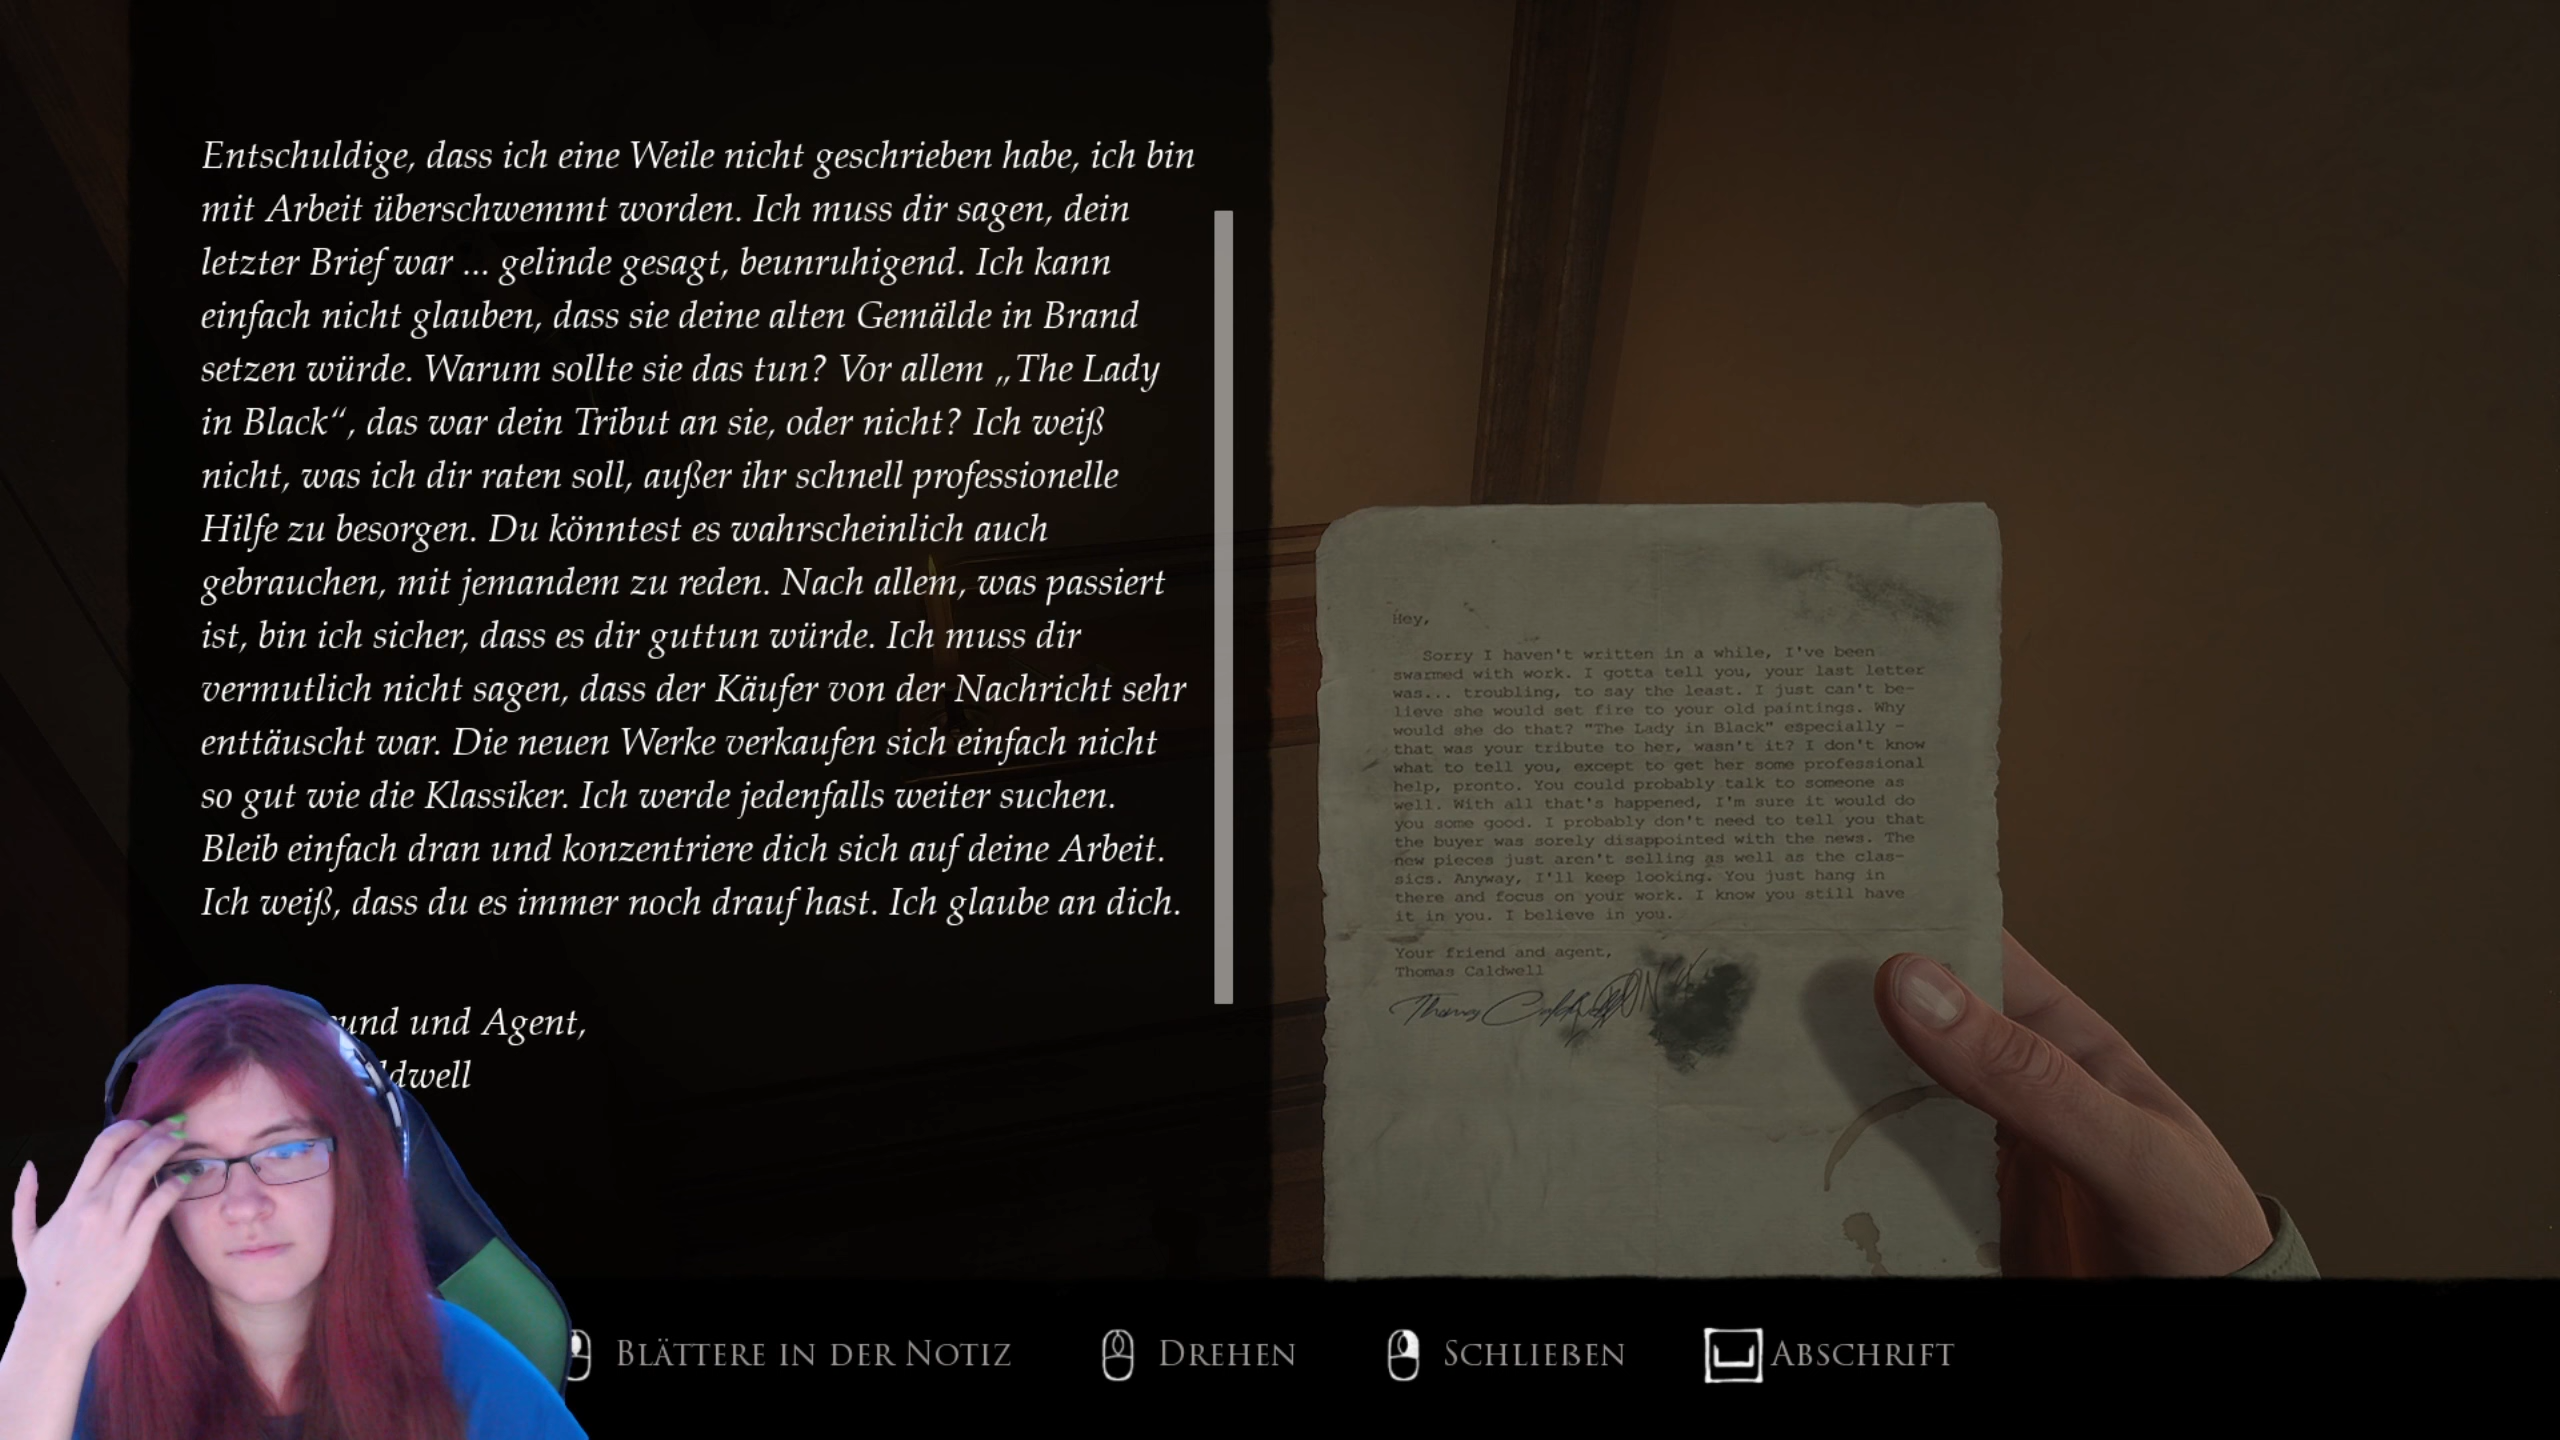 Entschuldige, dass ich eine Weile nicht geschrieben habe, ich bin
mit Arbeit überschwemmt worden. Ich muss dir sagen, dein
letzter Brief war ... gelinde gesagt, beunruhigend. Ich kann
einfach nicht glauben, dass sie deine alten Gemälde in Brand
setzen würde. Warum sollte sie das tun? Vor allem „The Lady
in Black“, das war dein Tribut an sie, oder nicht? Ich weiß
nicht, was ich dir raten soll, außer ihr schnell professionelle
Hilfe zu besorgen. Du könntest es wahrscheinlich auch
gebrauchen, mit jemandem zu reden. Nach allem, was passiert
ist, bin ich sicher, dass es dir guttun würde. Ich muss dir
vermutlich nicht sagen, dass der Käufer von der Nachricht sehr
enttäuscht war. Die neuen Werke verkaufen sich einfach nicht
so gut wie die Klassiker. Ich werde jedenfalls weiter suchen.
Bleib einfach dran und konzentriere dich sich auf deine Arbeit.
Ich weiß, dass du es immer noch drauf hast. Ich glaube an dich.
und Agent,
Hey,
Sorry I haven't written in a while, I've been
swarmed with work. I gotta tell you, your last letter
was... troubling, to say the least. I just can't be-
lieve she would set fire to your old paintings. Why
would she do that? "The Lady in Black" especially -
that was your tribute to her, wasn't it? I don't know
what to tell you, except to get her some professional
help, pronto. You could probably talk to someone as
well. With all that's happened, I'm sure it would do
you some good. I probably don't need to tell you that
the buyer was sorely disappointed with the news. The
new pieces just aren't selling as well as the clas-
sics. Anyway, I'll keep looking. You just hang in
there and focus on your work. I know you still have
it in you. I believe in you.
Your friend and agent,
Thomas Caldwell
Thomas Caldwell
BLÄTTERE IN DER NOTIZ
DREHEN
SCHLIEßEN
ABSCHRIFT